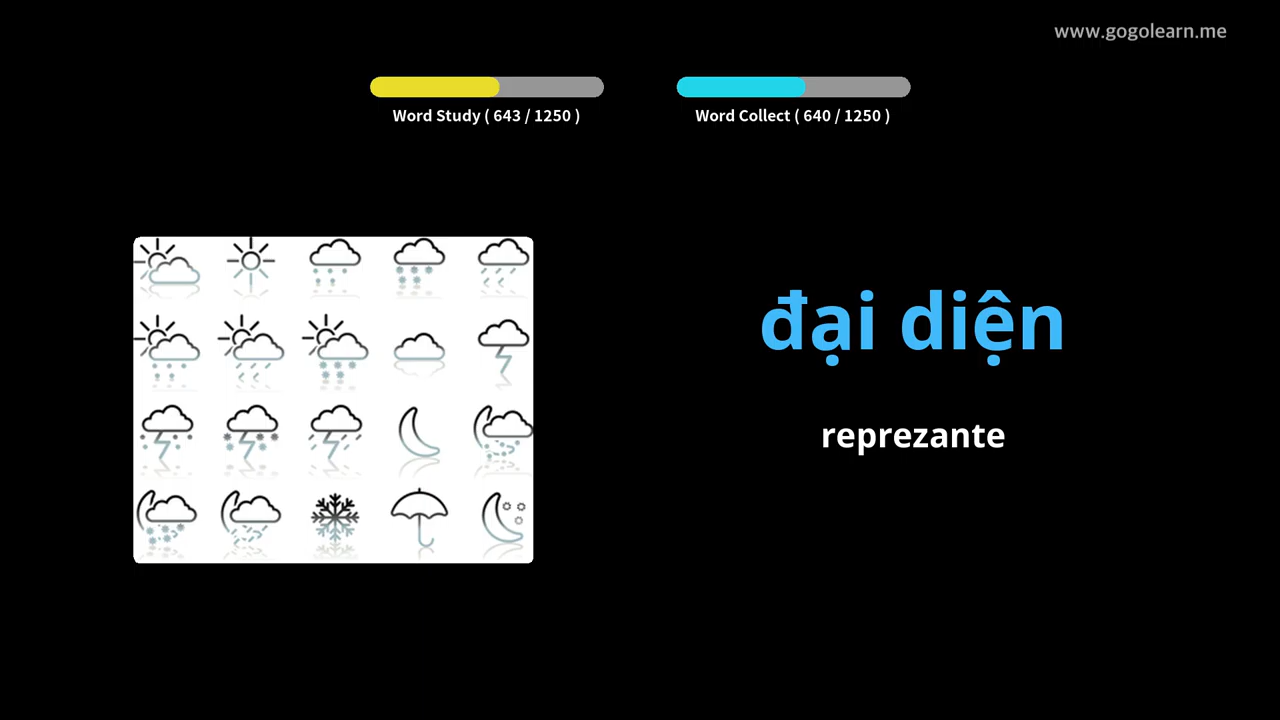 www.gogolearn.me
Word Study ( 643 / 1250 )
Word Collect ( 640 / 1250 )
đại diện
reprezante